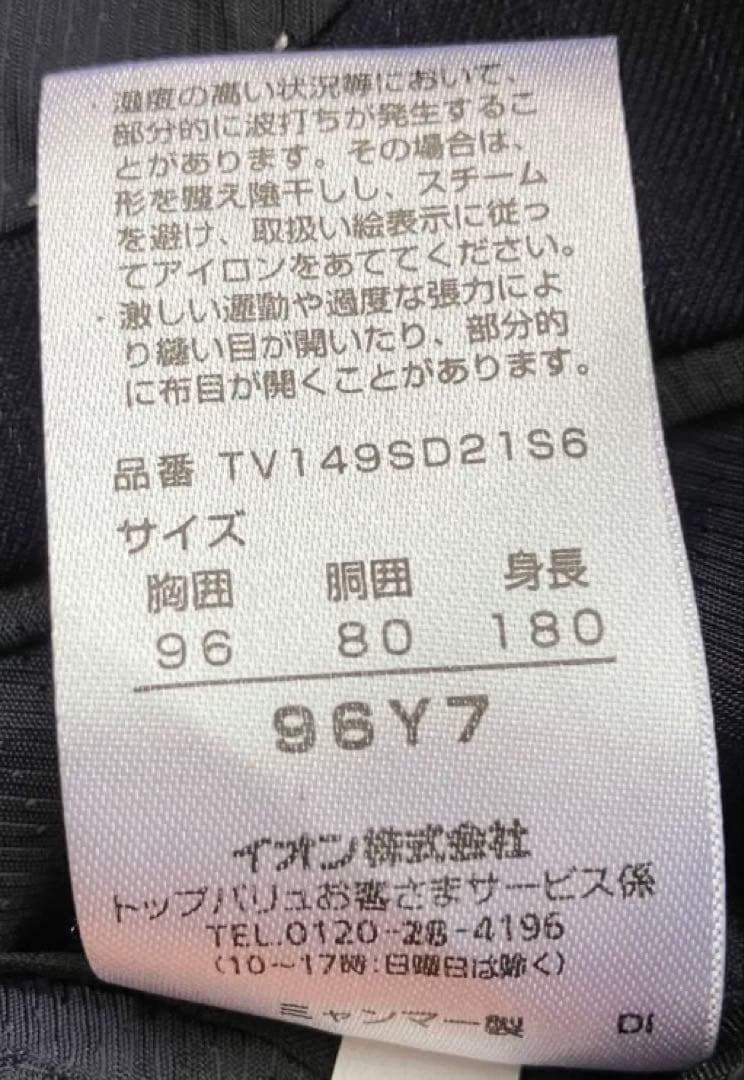 ・湿度の高い状況等において、
部分的に波打ちが発生するこ
とがあります。その場合は、
形を整え陰干しし、スチーム
を避け、取扱い絵表示に従っ
てアイロンをあててください。
・激しい運動や過度な張力によ
り縫い目が開いたり、部分的
に布目が開くことがあります。
品番 TV149SD21S6
サイズ
胸囲 胴囲 身長
96 80 180
96Y7
イオン株式会社
トップバリュお客さまサービス係
TEL.0120-28-4196
(10～17時:日曜日は除く)
ミャンマー製 DI